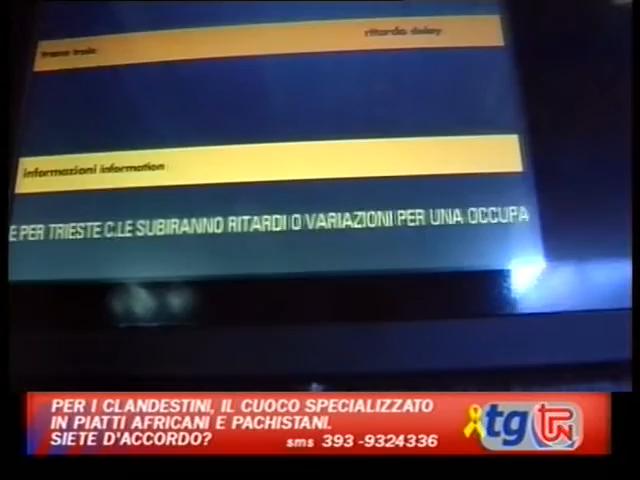 treno train
ritardo delay
informazioni information
E PER TRIESTE C.LE SUBIRANNO RITARDI O VARIAZIONI PER UNA OCCUPA
PER I CLANDESTINI, IL CUOCO SPECIALIZZATO
IN PIATTI AFRICANI E PACHISTANI.
SIETE D'ACCORDO?
sms 393 -9324336
tg TPN